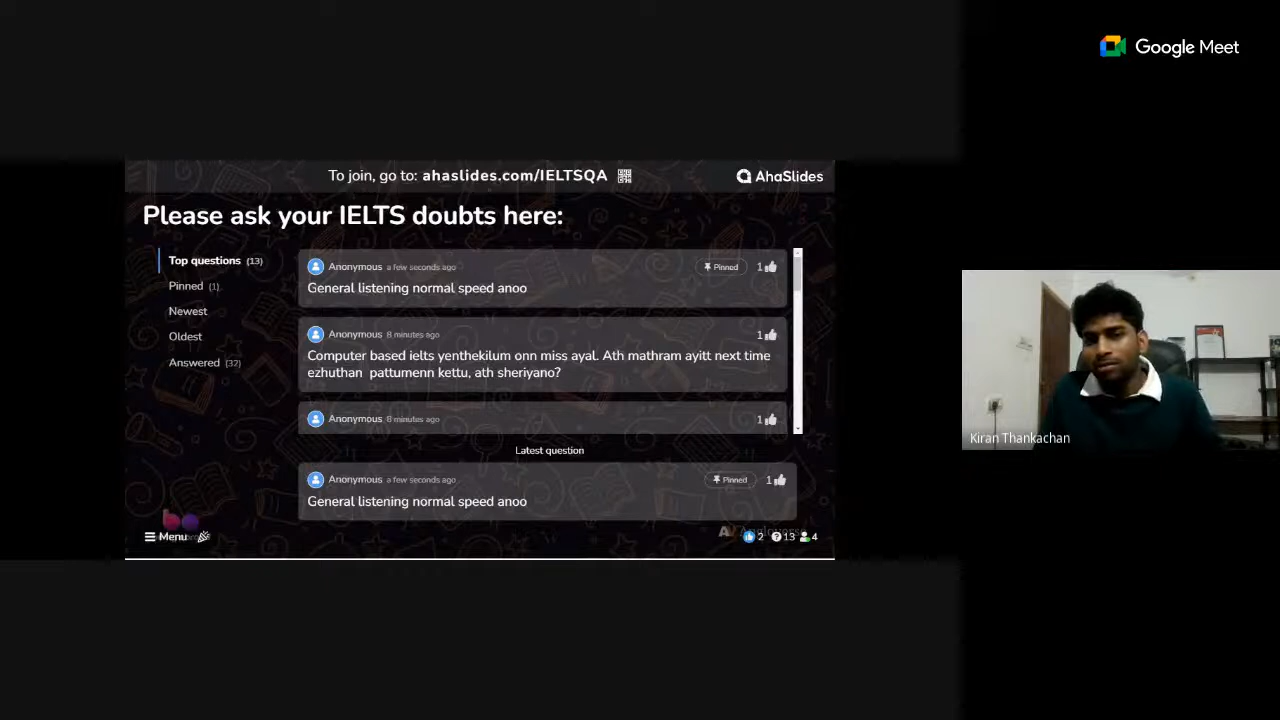 Google Meet
To join, go to: ahaslides.com/IELTSQA
AhaSlides
Please ask your IELTS doubts here:
Top questions (13)
Pinned (1)
Newest
Oldest
Answered (32)
Anonymous a few seconds ago
Pinned
1
General listening normal speed anoo
Anonymous 8 minutes ago
1
Computer based ielts yenthekilum onn miss ayal. Ath mathram ayitt next time
ezhuthan pattumenn kettu, ath sheriyano?
Anonymous 8 minutes ago
1
Latest question
Anonymous a few seconds ago
Pinned
1
General listening normal speed anoo
Menu
2 13 4
Kiran Thankachan